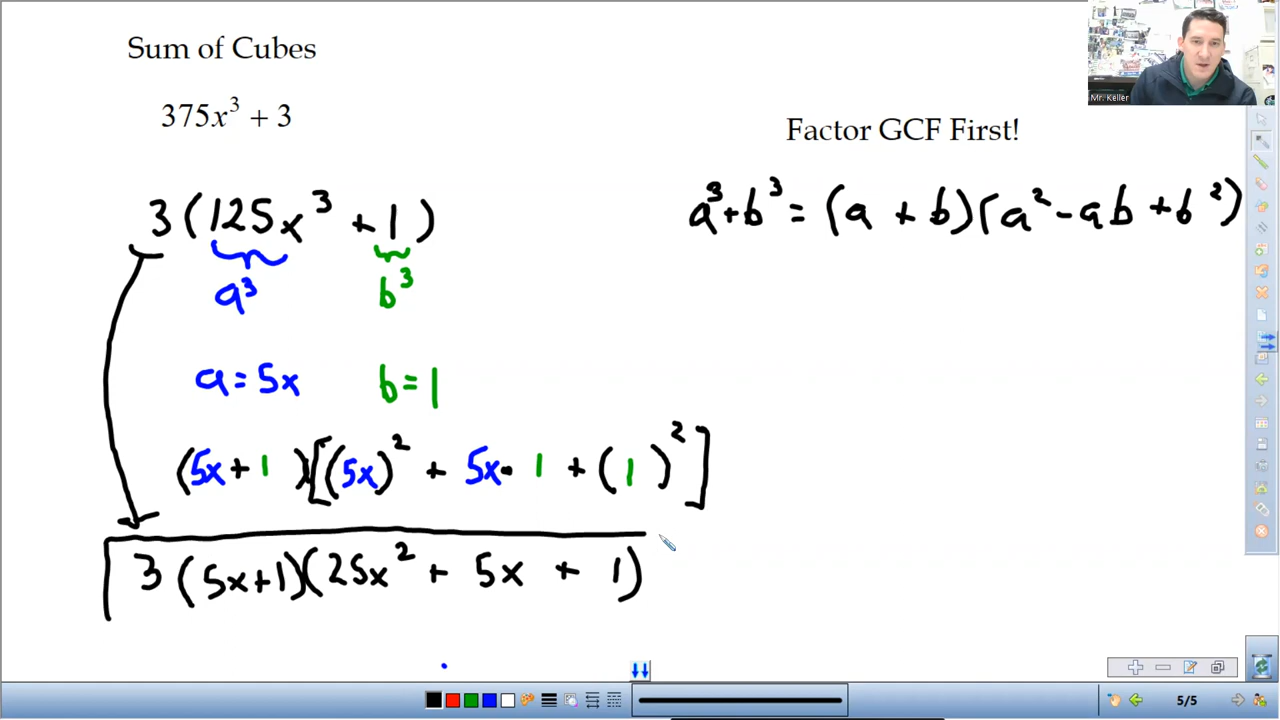 Sum of Cubes
375x³ + 3
Factor GCF First!
a³+b³ = (a + b)(a² - ab + b²)
3(125x³ + 1)
a³ b³
a = 5x b = 1
(5x + 1)[(5x)² + 5x • 1 + (1)²]
3(5x+1)(25x² + 5x + 1)
Mr. Keller
5/5